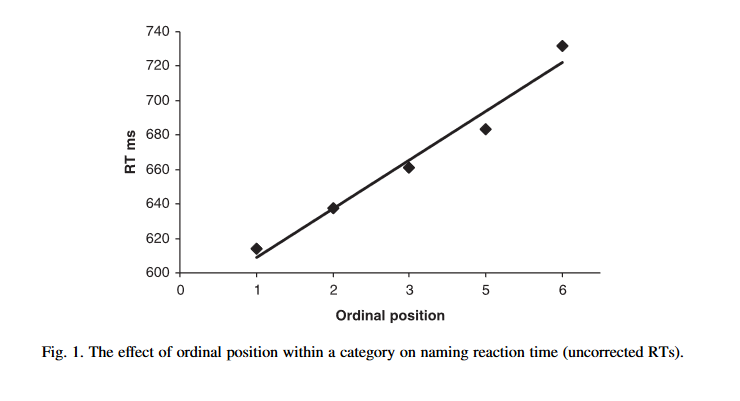 740
720
700
680
660
640
620
600
RT ms
0 1 2 3 5 6
Ordinal position
Fig. 1. The effect of ordinal position within a category on naming reaction time (uncorrected RTs).